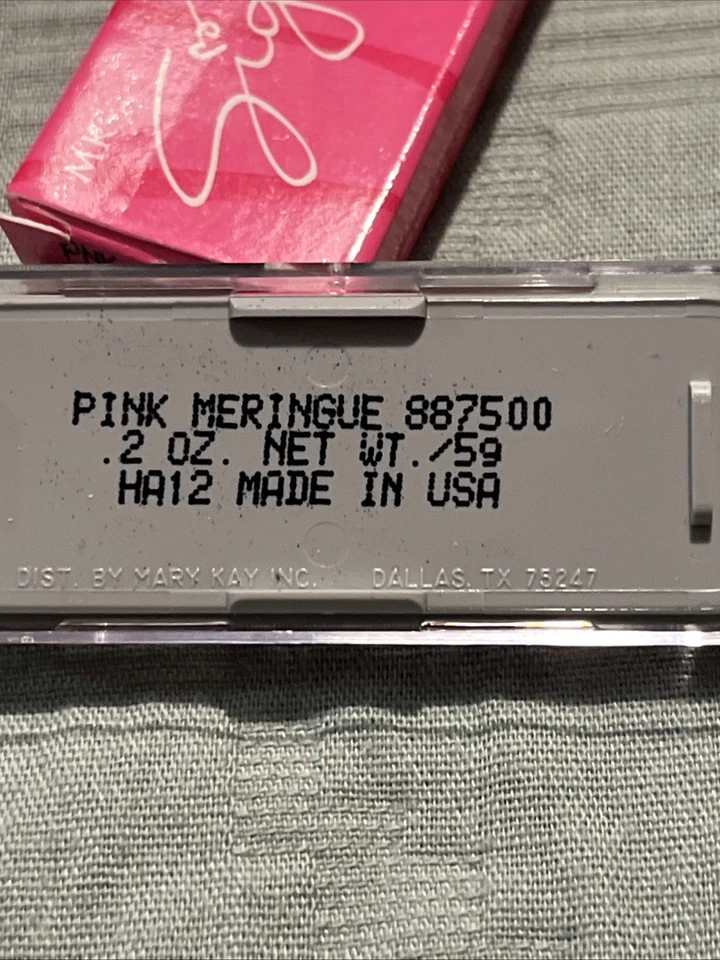 MK
PINK MERINGUE 887500
.2 OZ. NET WT./5g
HA12 MADE IN USA
DIST. BY MARY KAY INC. DALLAS, TX 75247